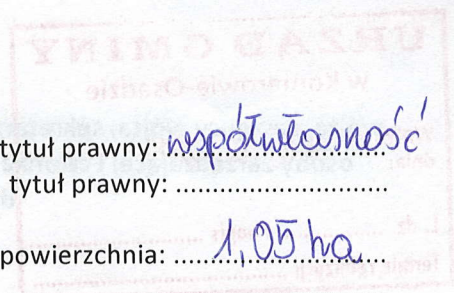 tytuł prawny: współwłasność
tytuł prawny: ............................
powierzchnia: ......1,05 ha....